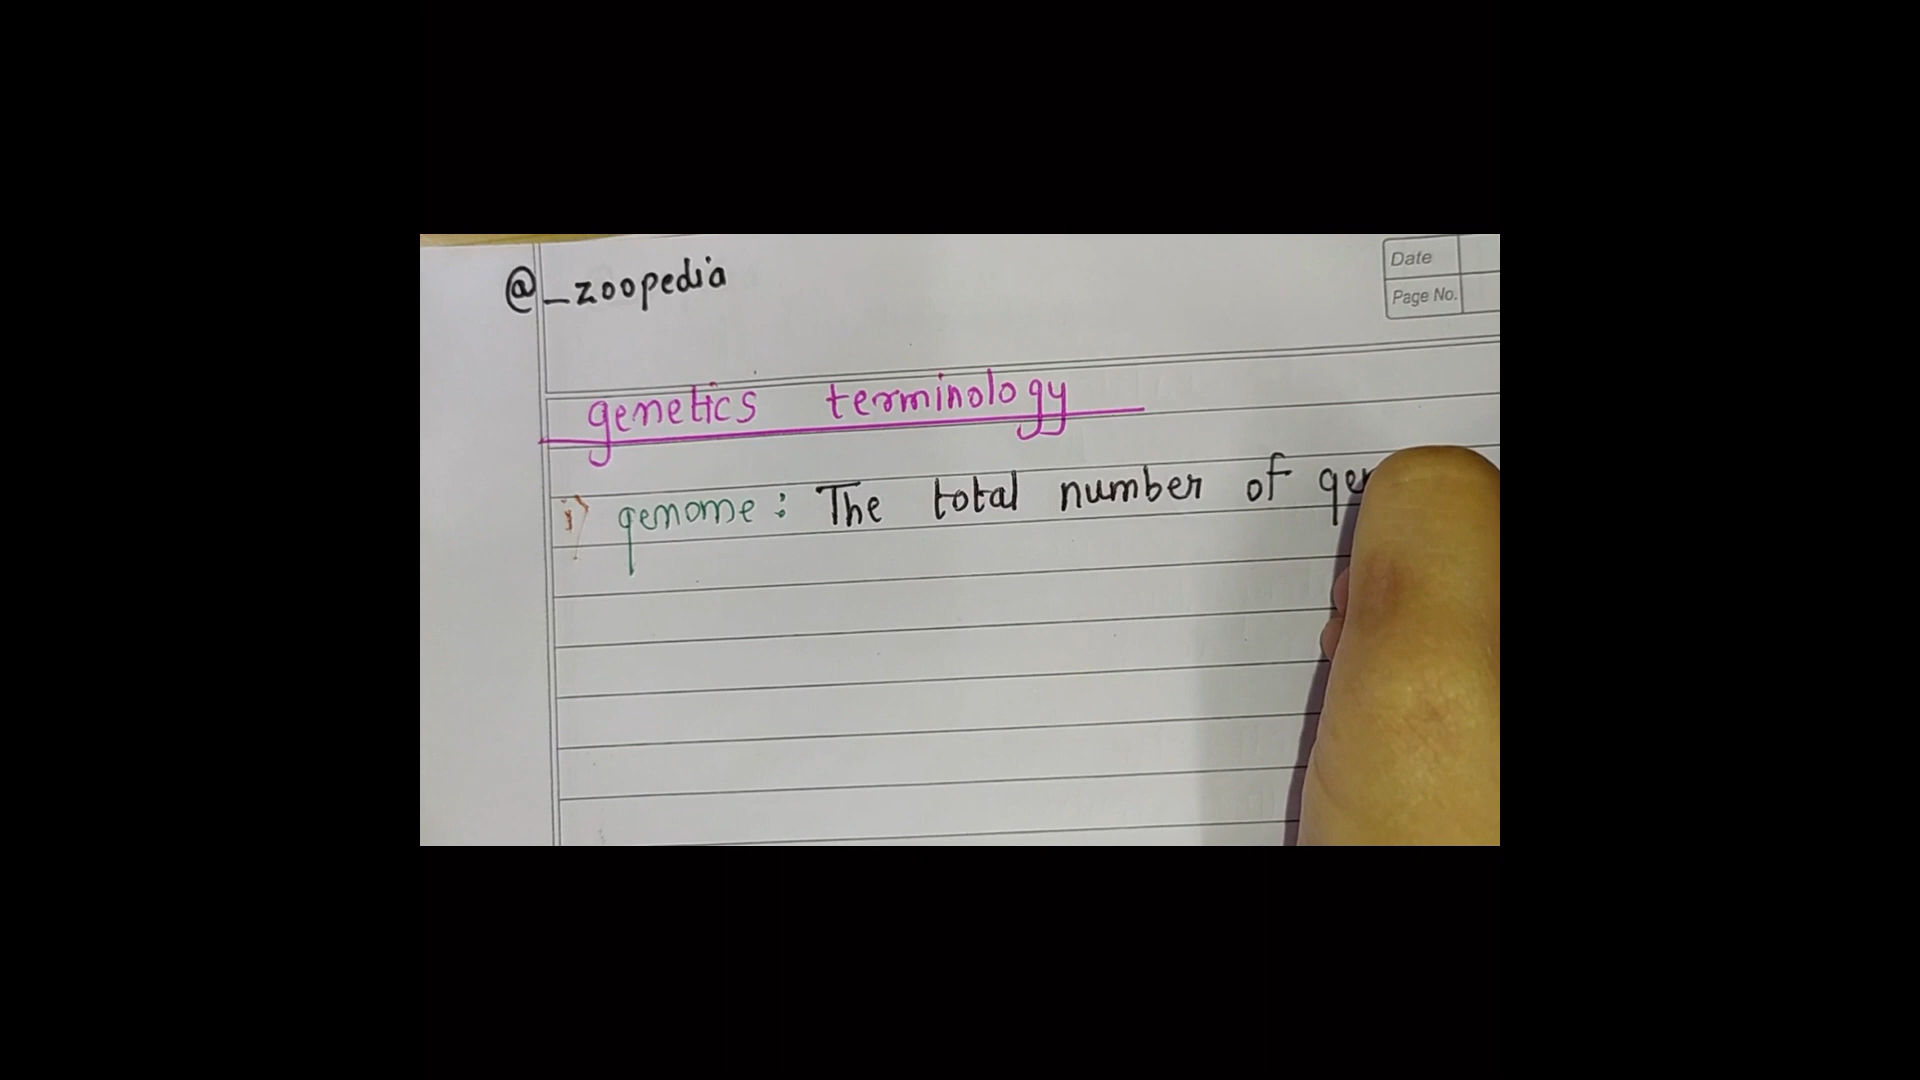 @_zoopedia
Date
Page No.
genetics terminology
i) genome : The total number of